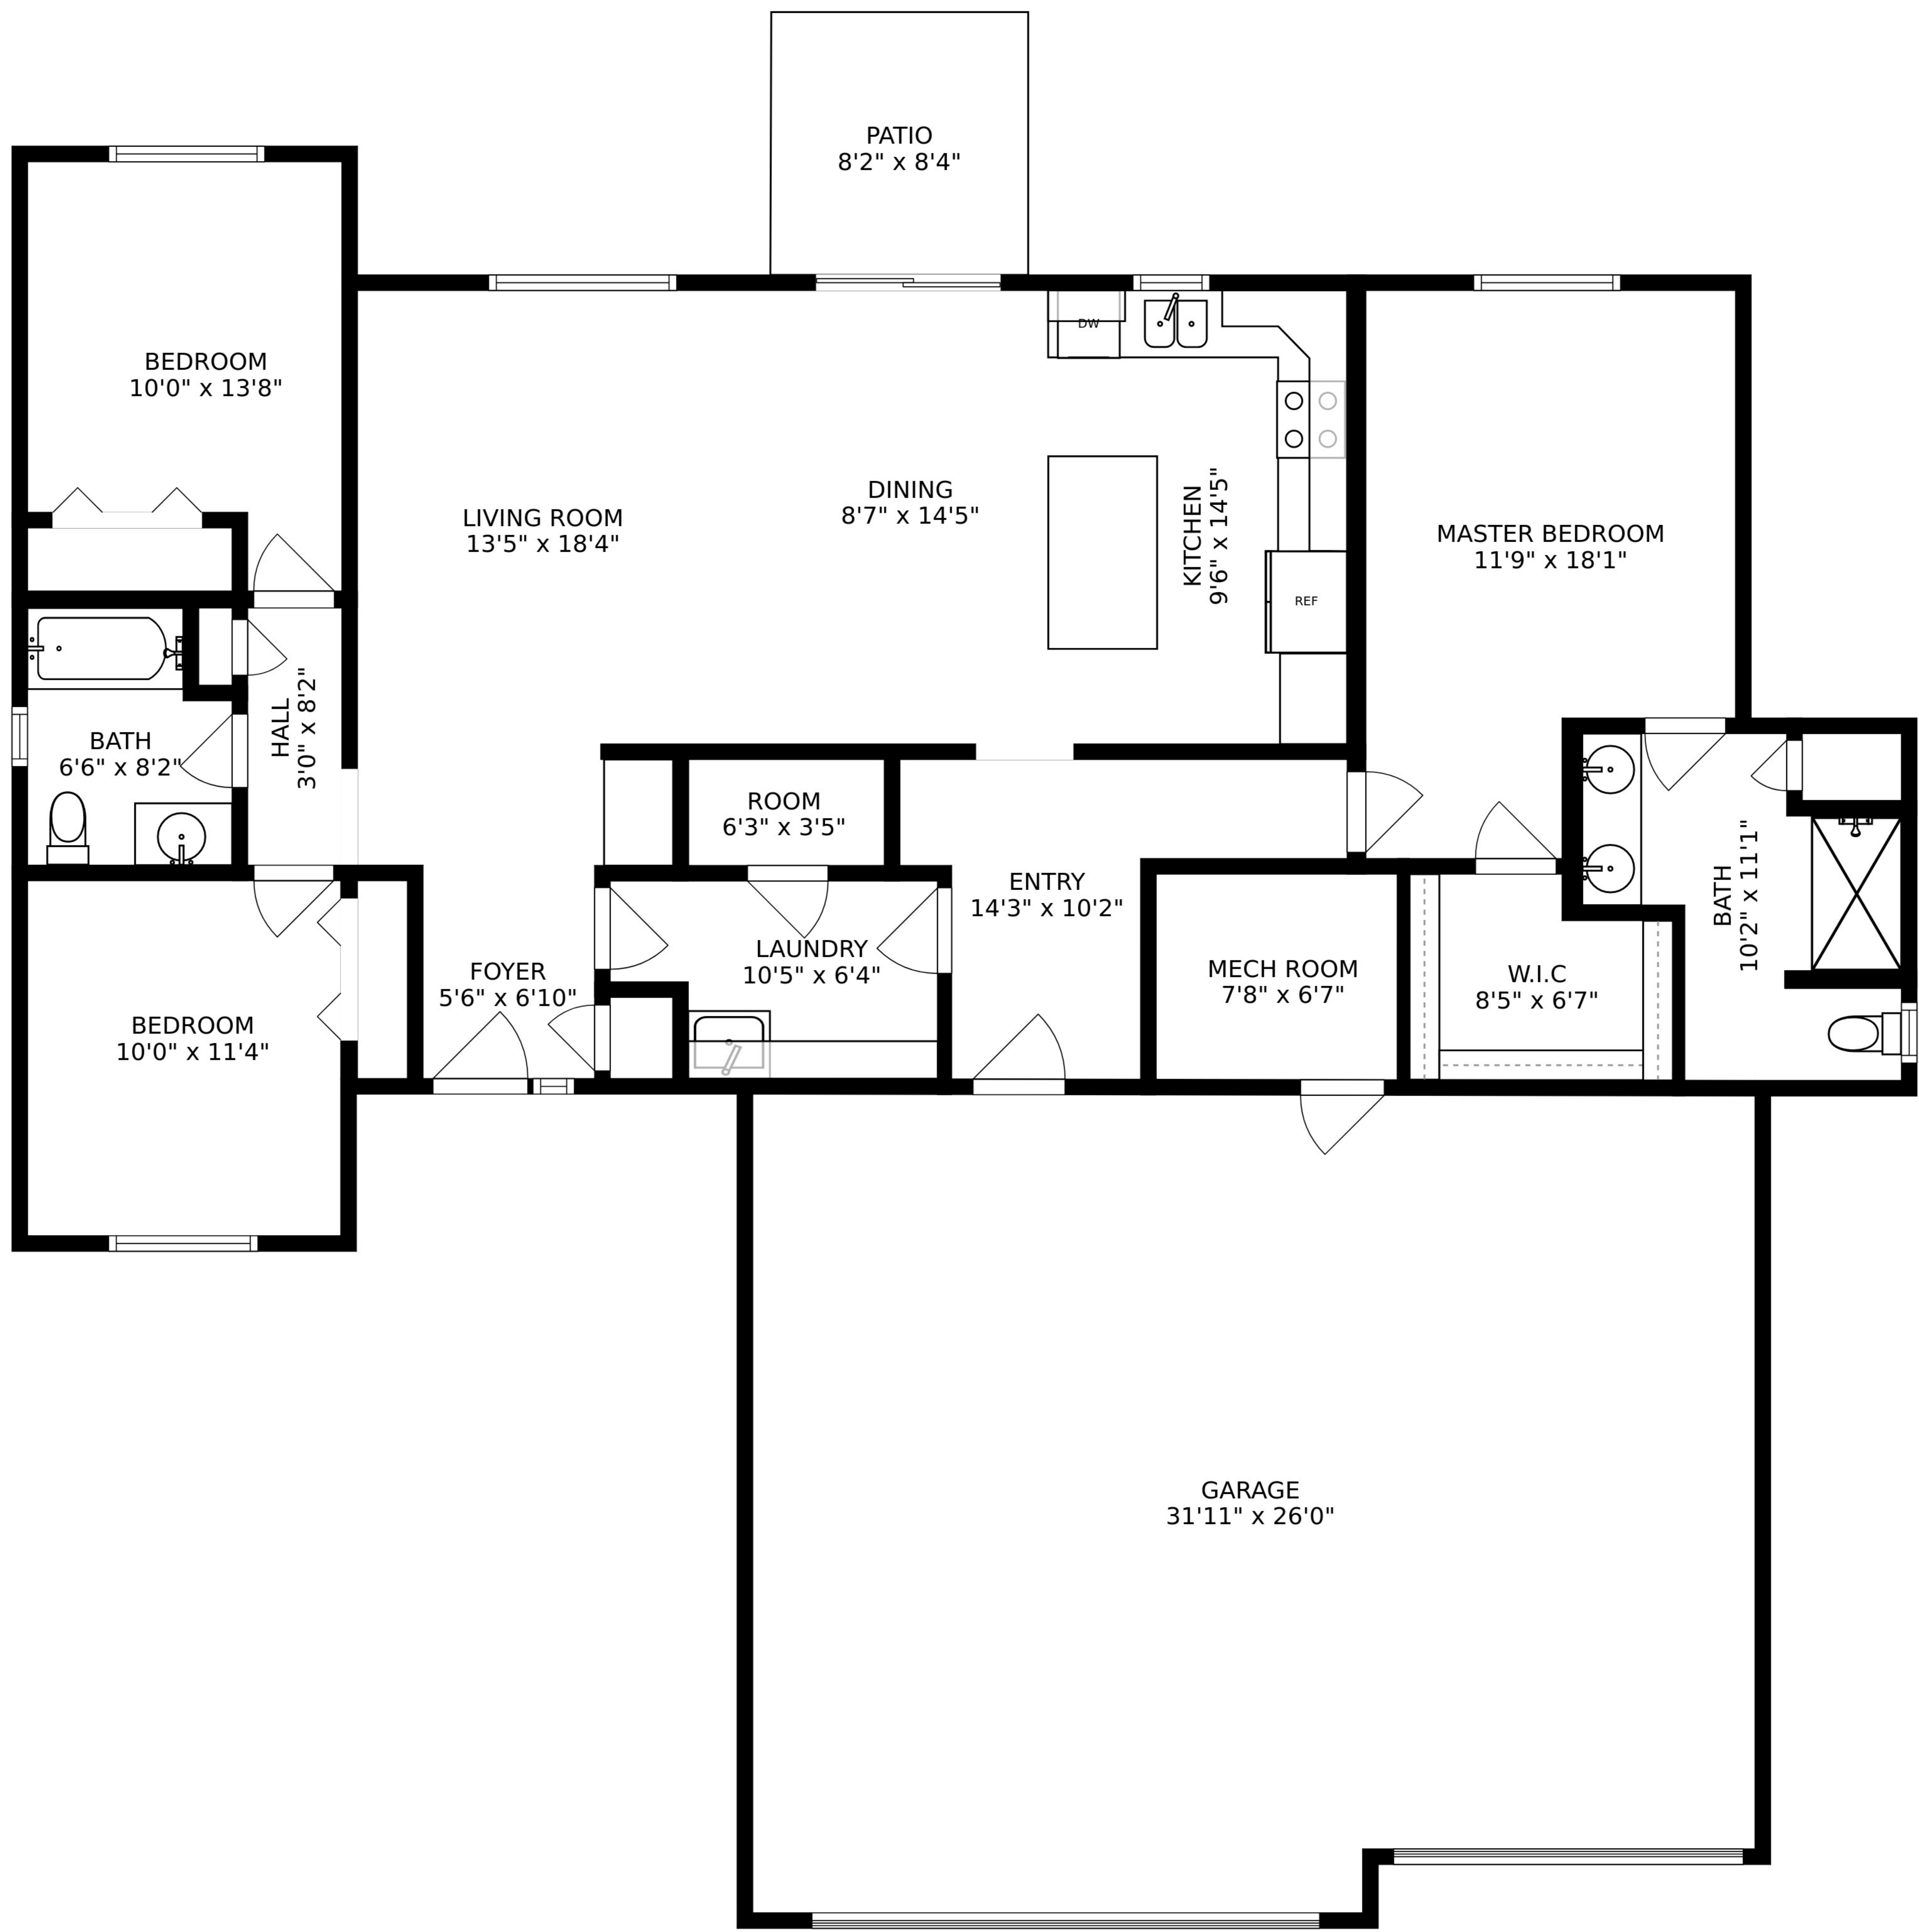 PATIO
8'2" x 8'4"
BEDROOM
10'0" x 13'8"
DW
LIVING ROOM
13'5" x 18'4"
DINING
8'7" x 14'5"
KITCHEN
9'6" x 14'5"
REF
MASTER BEDROOM
11'9" x 18'1"
BATH
6'6" x 8'2"
HALL
3'0" x 8'2"
ROOM
6'3" x 3'5"
ENTRY
14'3" x 10'2"
BATH
10'2" x 11'1"
LAUNDRY
10'5" x 6'4"
FOYER
5'6" x 6'10"
MECH ROOM
7'8" x 6'7"
W.I.C
8'5" x 6'7"
BEDROOM
10'0" x 11'4"
GARAGE
31'11" x 26'0"